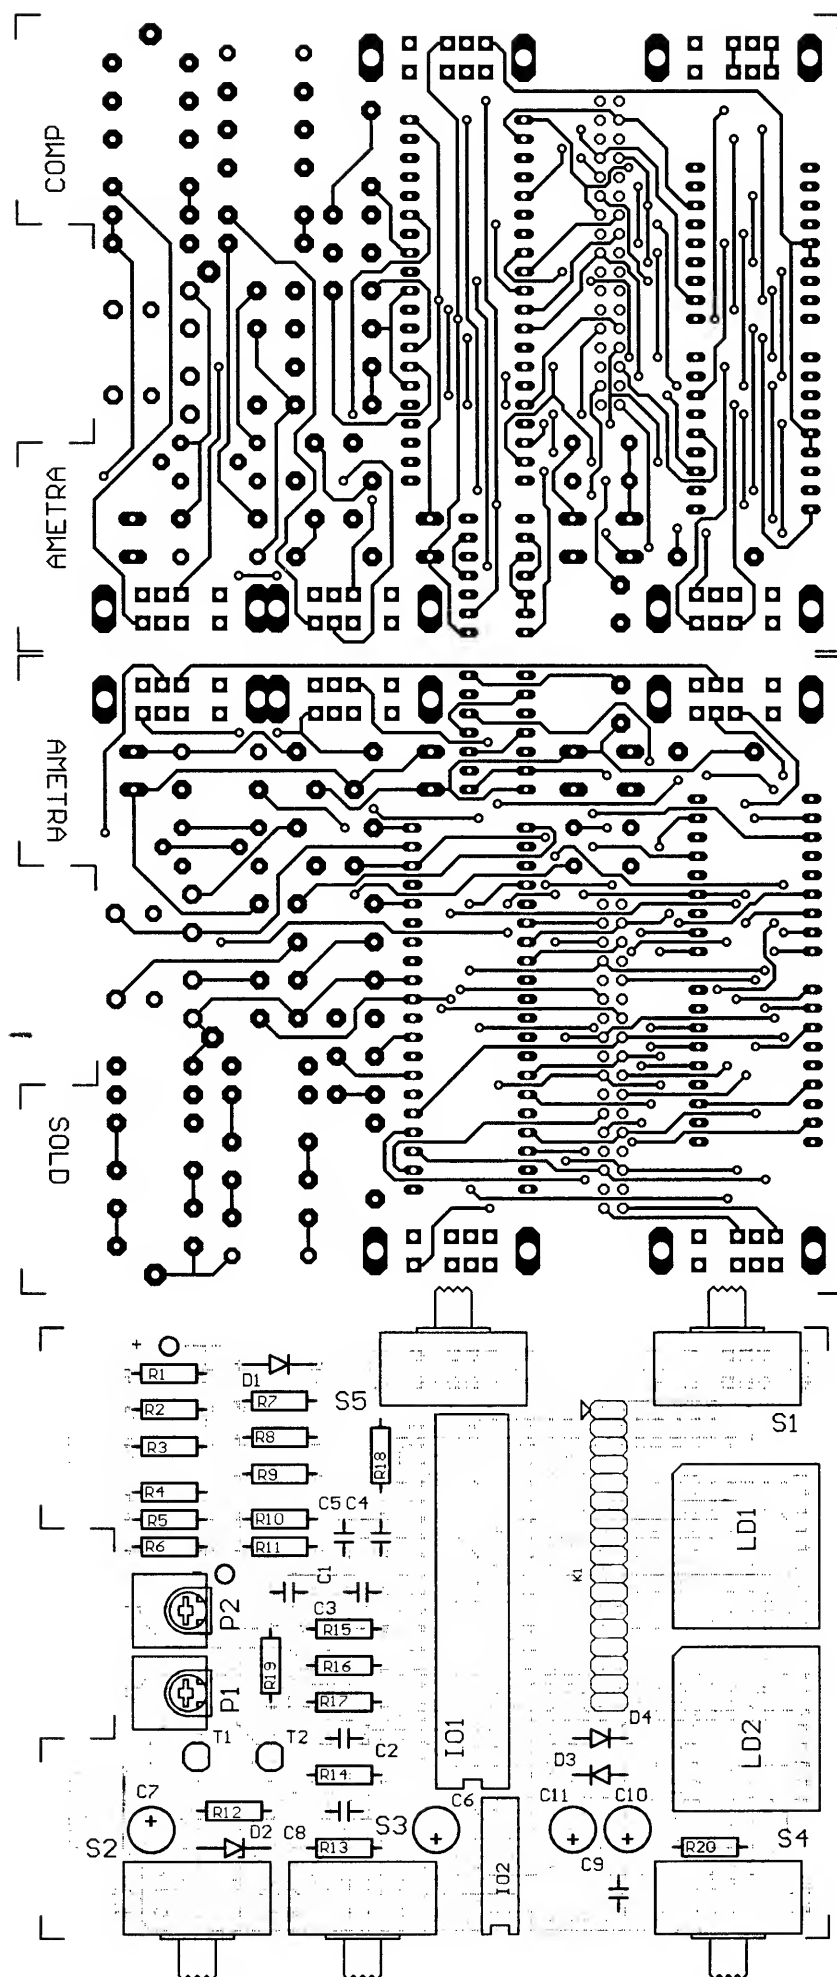 COMP
AMETRA
AMETRA
SOLD
+
R1
D1
R7
S5
S1
R2
R8
R3
R9
R18
R4
C5
C4
R5
R10
R6
R11
LD1
K1
-
C1
P2
C3
R15
R19
R16
P1
R17
D4
T1
T2
C2
IO1
D3
LD2
R14
C7
R12
C6
C11
C10
S2
D2
C8
S3
R13
C9
S4
R20
IO2